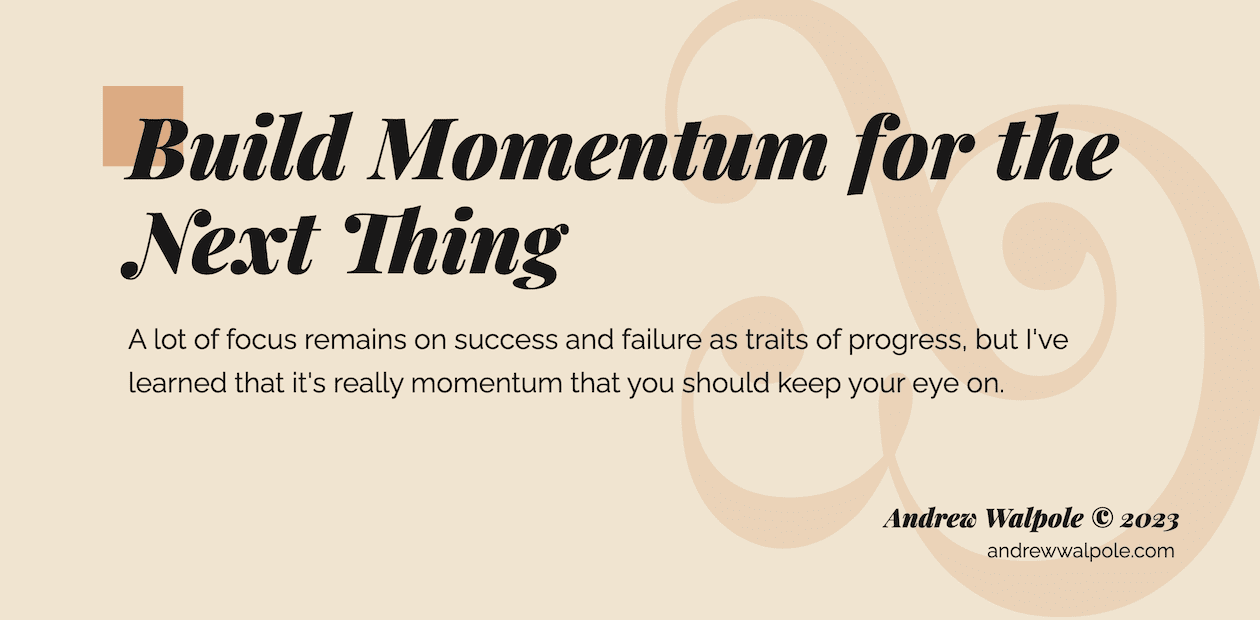 Build Momentum for the
Next Thing
A lot of focus remains on success and failure as traits of progress, but I've
learned that it's really momentum that you should keep your eye on.
Andrew Walpole © 2023
andrewwalpole.com